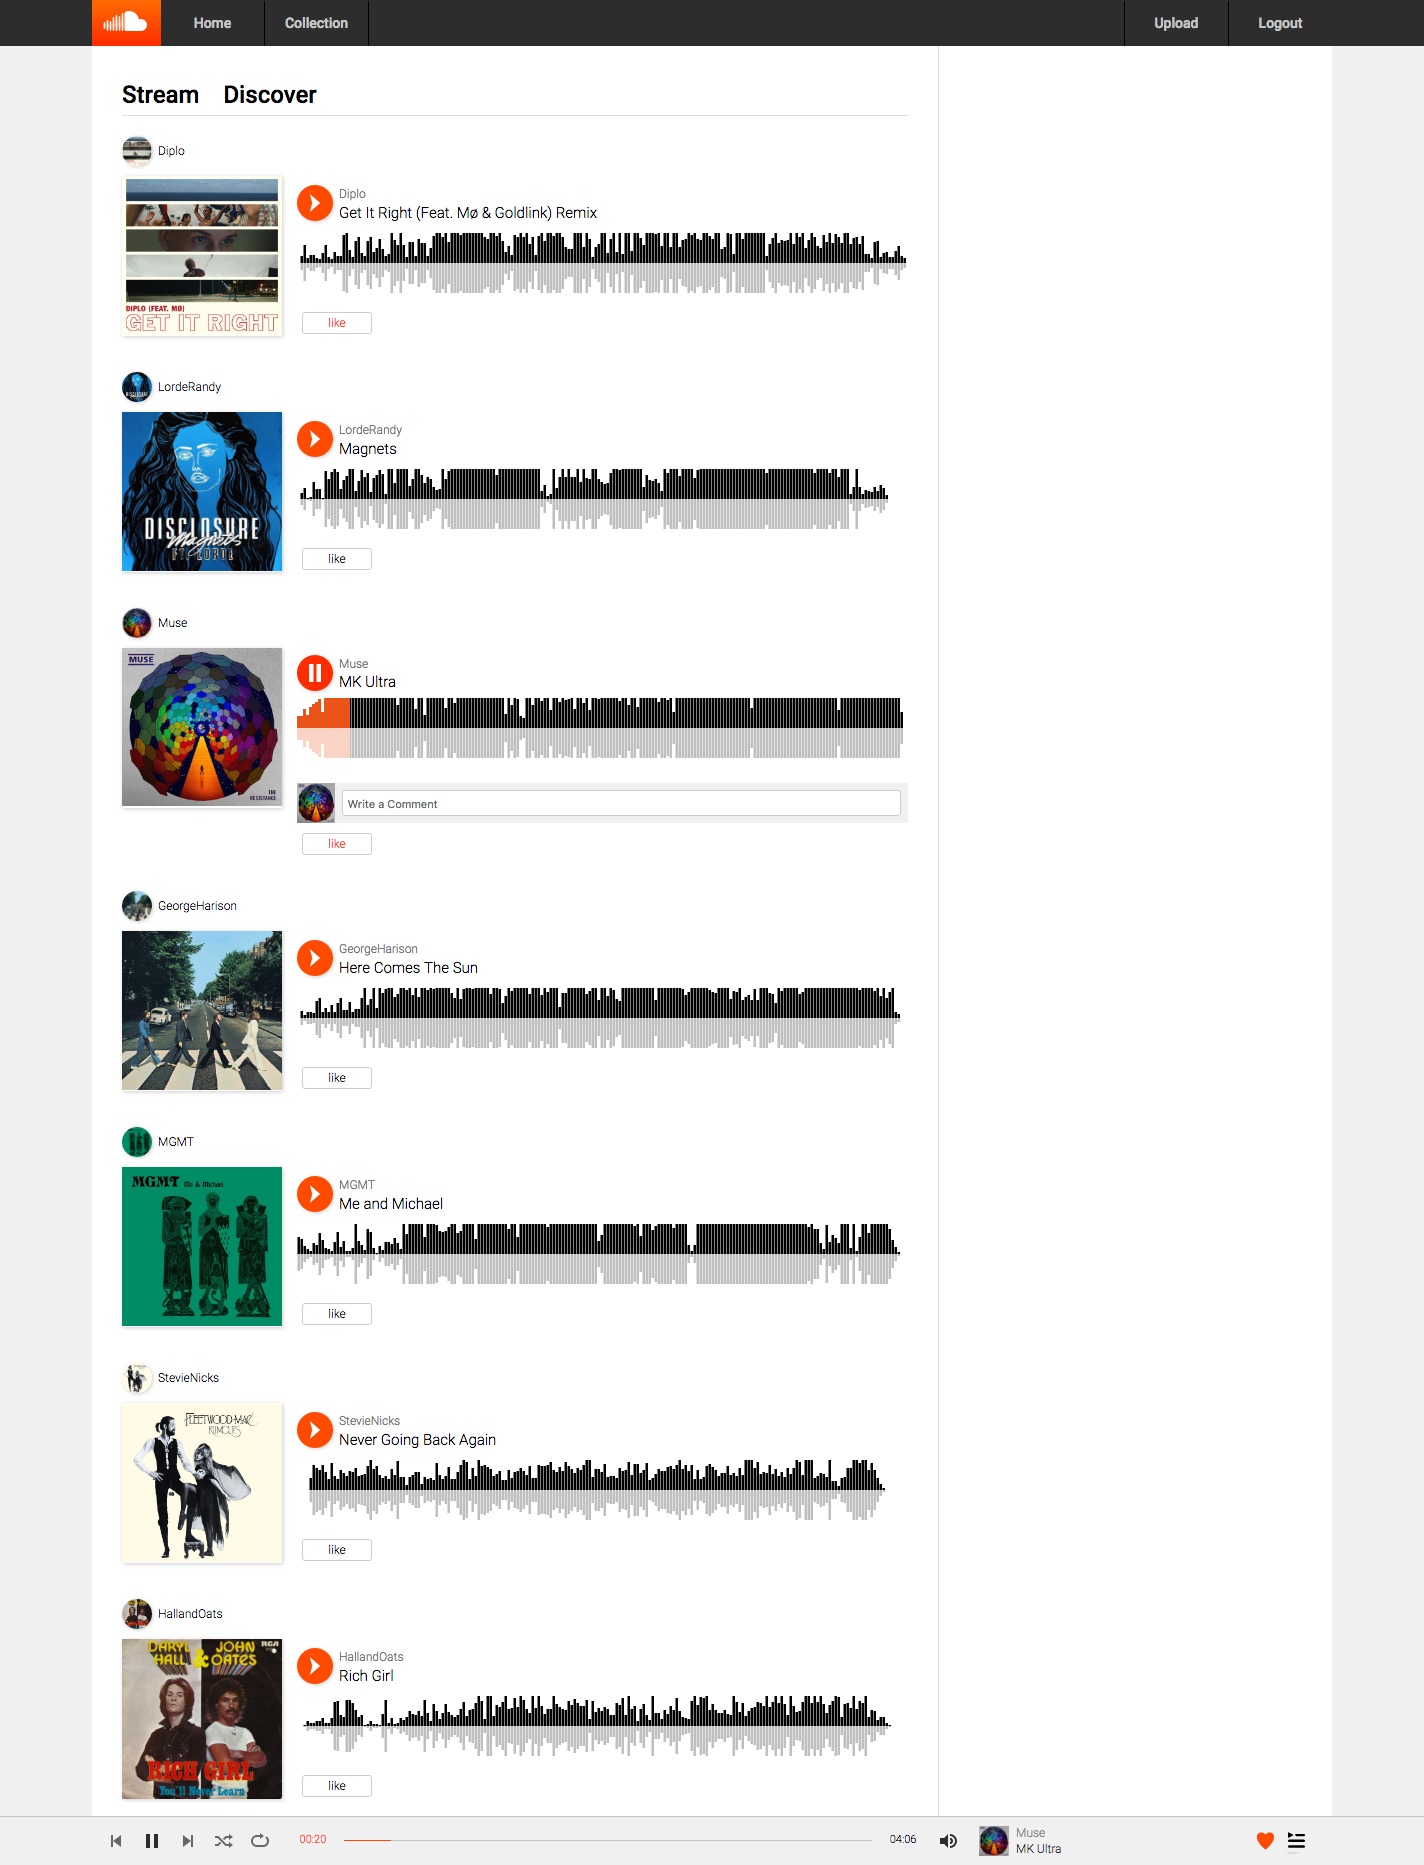 Home
Collection
Upload
Logout
Stream Discover
Diplo
DIPLO (FEAT. MØ)
GET IT RIGHT
Diplo
Get It Right (Feat. Mø & Goldlink) Remix
like
LordeRandy
DISCLOSURE
Magnets
FT. LORDE
LordeRandy
Magnets
like
Muse
MUSE
THE
RESISTANCE
Muse
MK Ultra
Write a Comment
like
GeorgeHarison
GeorgeHarison
Here Comes The Sun
like
MGMT
MGMT Me & Michael
MGMT
Me and Michael
like
StevieNicks
FLEETWOOD MAC
RUMOURS
StevieNicks
Never Going Back Again
like
HallandOats
DARYL HALL & JOHN OATES
RCA
RICH GIRL
You'll Never Learn
HallandOats
Rich Girl
like
00:20
04:06
Muse
MK Ultra